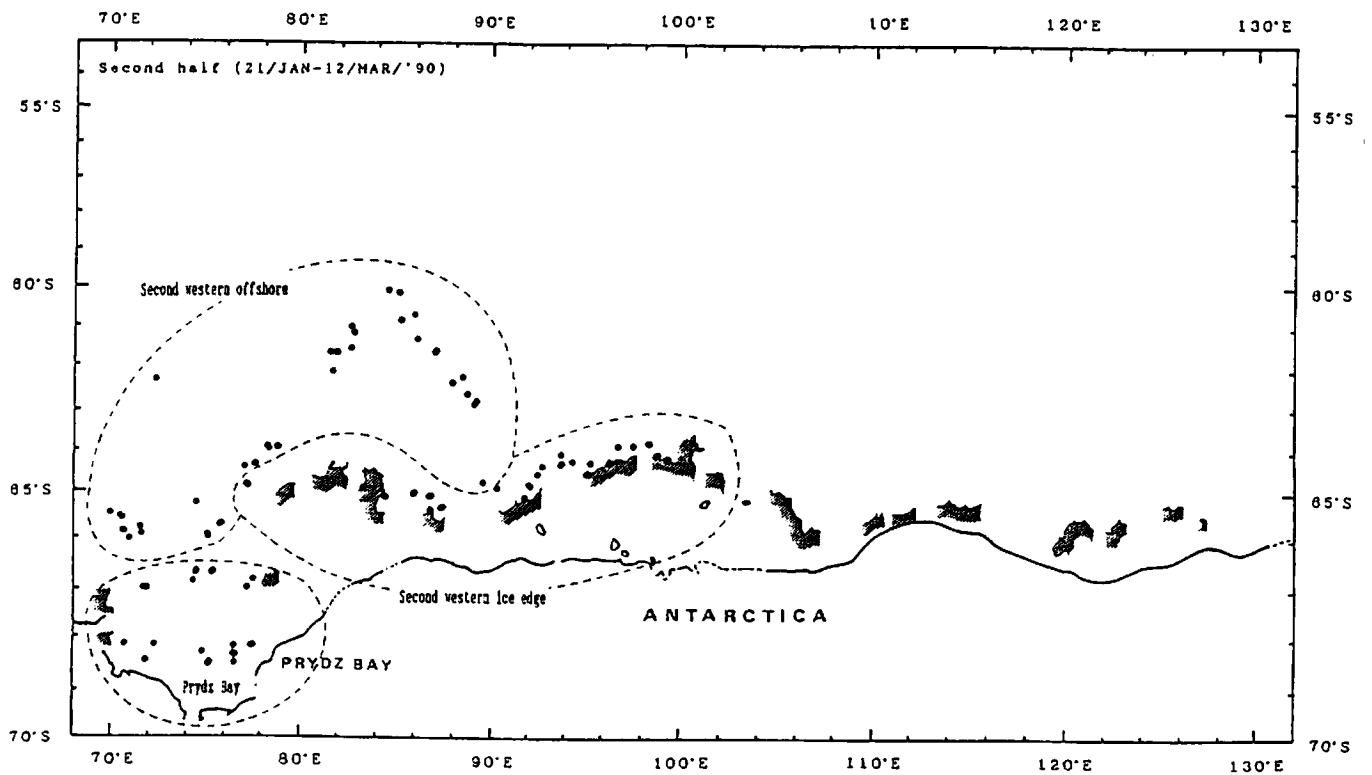 70°E 80°E 90°E 100°E 10°E 120°E 130°E
Second half (21/JAN-12/MAR/'90)
55°S 55°S
Second western offshore
60°S 60°S
65°S 65°S
Second western ice edge
ANTARCTICA
PRYDZ BAY
Prydz Bay
70°S 70°S
70°E 80°E 90°E 100°E 110°E 120°E 130°E